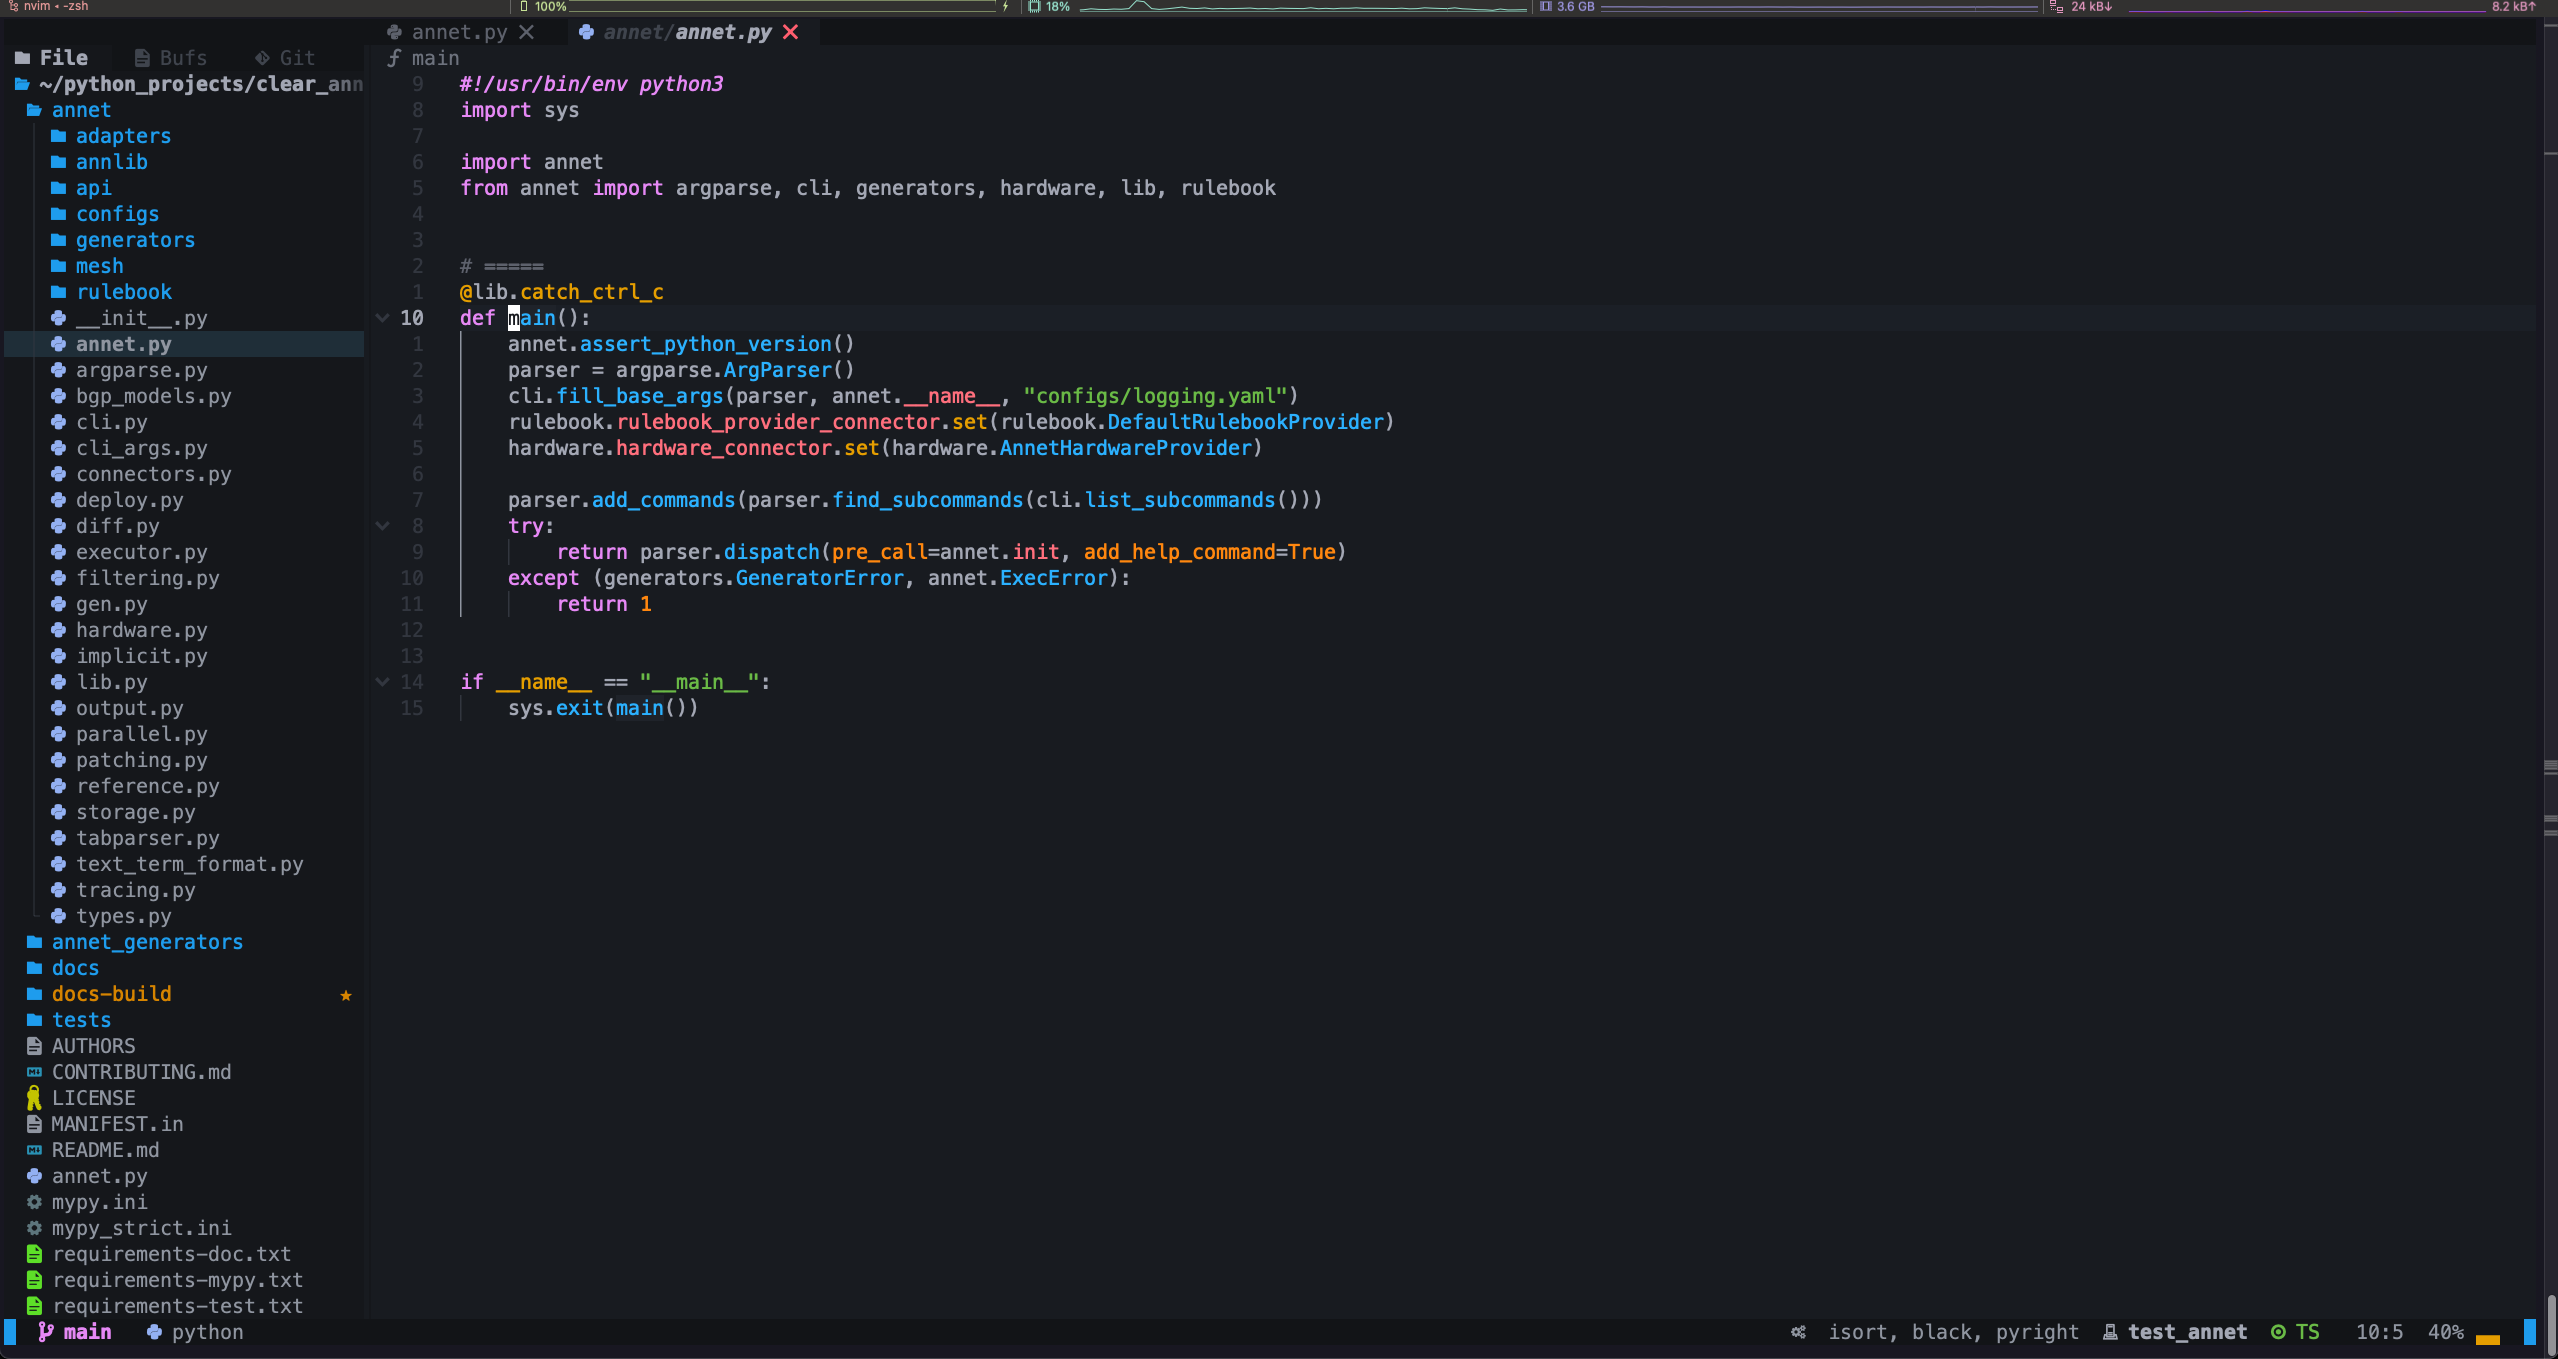 nvim • -zsh
100%
18%
3.6 GB
24 kB↓
8.2 kB↑
annet.py
annet/annet.py
File Bufs Git
~/python_projects/clear_ann
annet
adapters
annlib
api
configs
generators
mesh
rulebook
__init__.py
annet.py
argparse.py
bgp_models.py
cli.py
cli_args.py
connectors.py
deploy.py
diff.py
executor.py
filtering.py
gen.py
hardware.py
implicit.py
lib.py
output.py
parallel.py
patching.py
reference.py
storage.py
tabparser.py
text_term_format.py
tracing.py
types.py
annet_generators
docs
docs-build ★
tests
AUTHORS
CONTRIBUTING.md
LICENSE
MANIFEST.in
README.md
annet.py
mypy.ini
mypy_strict.ini
requirements-doc.txt
requirements-mypy.txt
requirements-test.txt
ƒ main
9 #!/usr/bin/env python3
8 import sys
7
6 import annet
5 from annet import argparse, cli, generators, hardware, lib, rulebook
4
3
2 # =====
1 @lib.catch_ctrl_c
10 def main():
1 annet.assert_python_version()
2 parser = argparse.ArgParser()
3 cli.fill_base_args(parser, annet.__name__, "configs/logging.yaml")
4 rulebook.rulebook_provider_connector.set(rulebook.DefaultRulebookProvider)
5 hardware.hardware_connector.set(hardware.AnnetHardwareProvider)
6
7 parser.add_commands(parser.find_subcommands(cli.list_subcommands()))
8 try:
9 return parser.dispatch(pre_call=annet.init, add_help_command=True)
10 except (generators.GeneratorError, annet.ExecError):
11 return 1
12
13
14 if __name__ == "__main__":
15 sys.exit(main())
main python
isort, black, pyright test_annet TS 10:5 40%